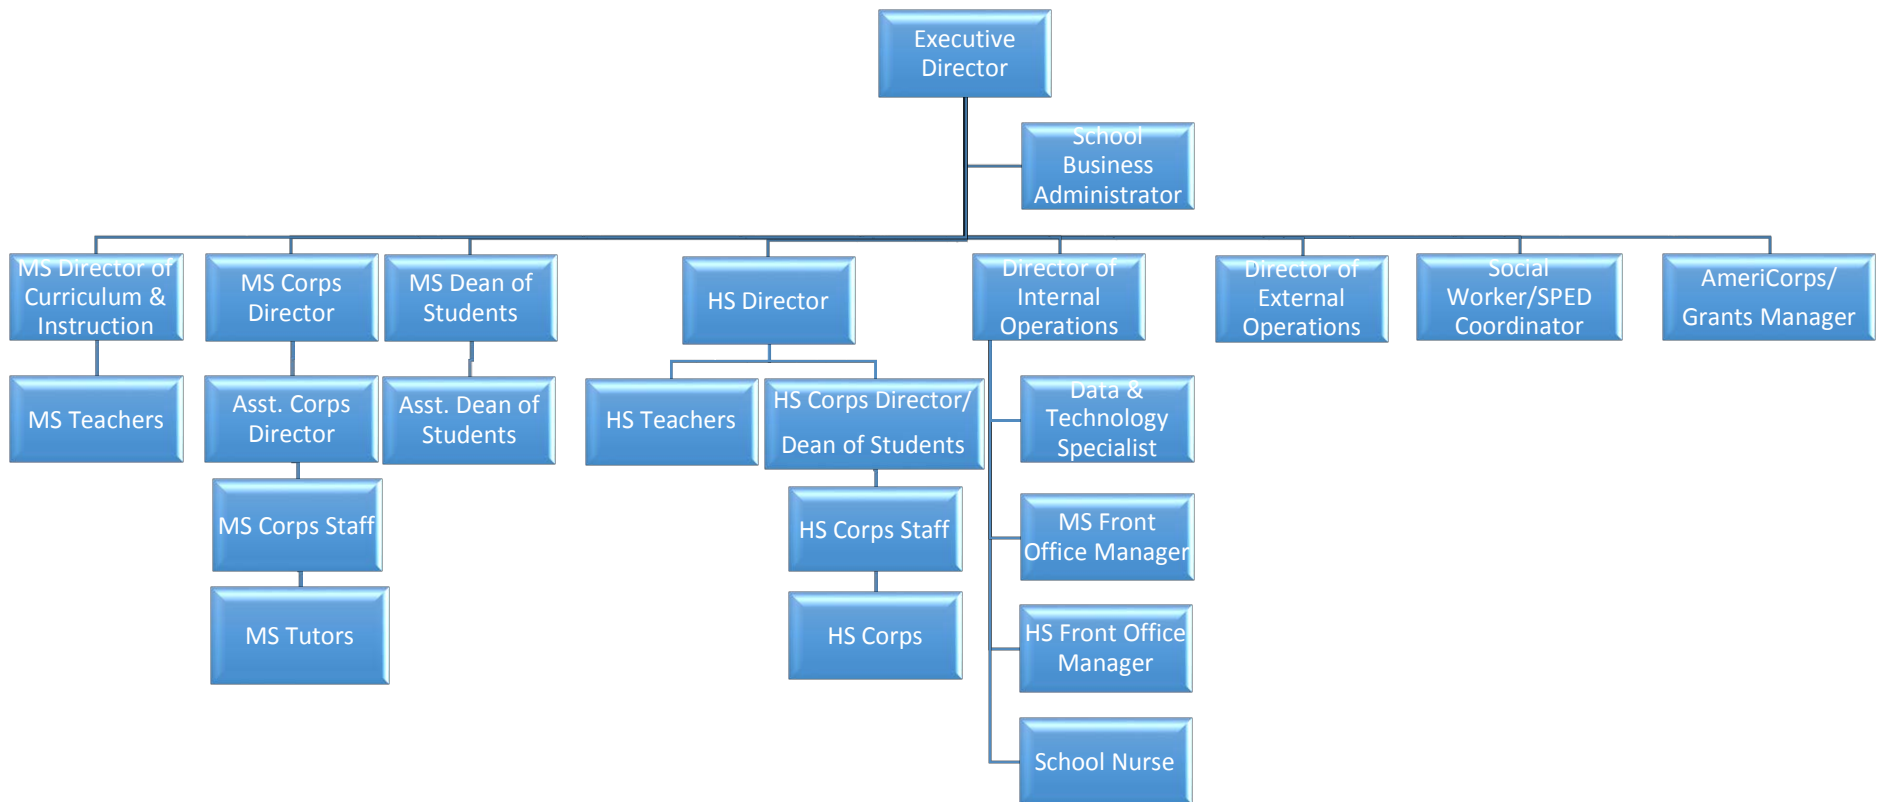 Executive
Director
School
Business
Administrator
MS Director of
Curriculum &
Instruction
MS Corps
Director
MS Dean of
Students
HS Director
Director of
Internal
Operations
Director of
External
Operations
Social
Worker/SPED
Coordinator
AmeriCorps/
Grants Manager
MS Teachers
Asst. Corps
Director
Asst. Dean of
Students
HS Teachers
HS Corps Director/
Dean of Students
Data &
Technology
Specialist
MS Corps Staff
HS Corps Staff
MS Front
Office Manager
MS Tutors
HS Corps
HS Front Office
Manager
School Nurse